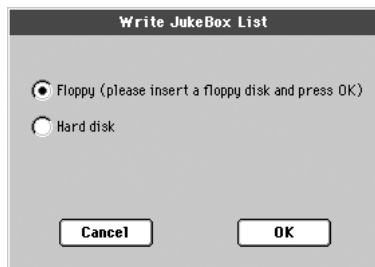 Write JukeBox List
Floppy (please insert a floppy disk and press OK)
Hard disk
Cancel
OK